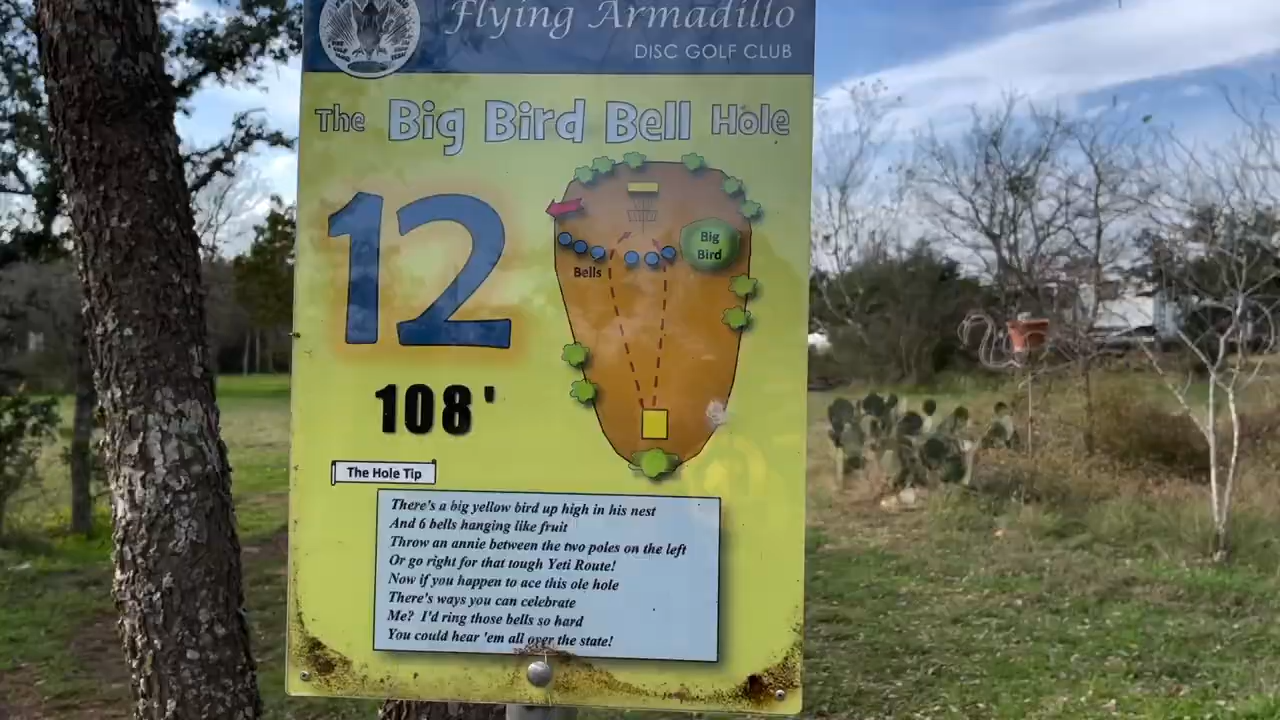 Flying Armadillo
DISC GOLF CLUB
The Big Bird Bell Hole
12
Big
Bird
Bells
108'
The Hole Tip
There's a big yellow bird up high in his nest
And 6 bells hanging like fruit
Throw an annie between the two poles on the left
Or go right for that tough Yeti Route!
Now if you happen to ace this ole hole
There's ways you can celebrate
Me? I'd ring those bells so hard
You could hear 'em all over the state!